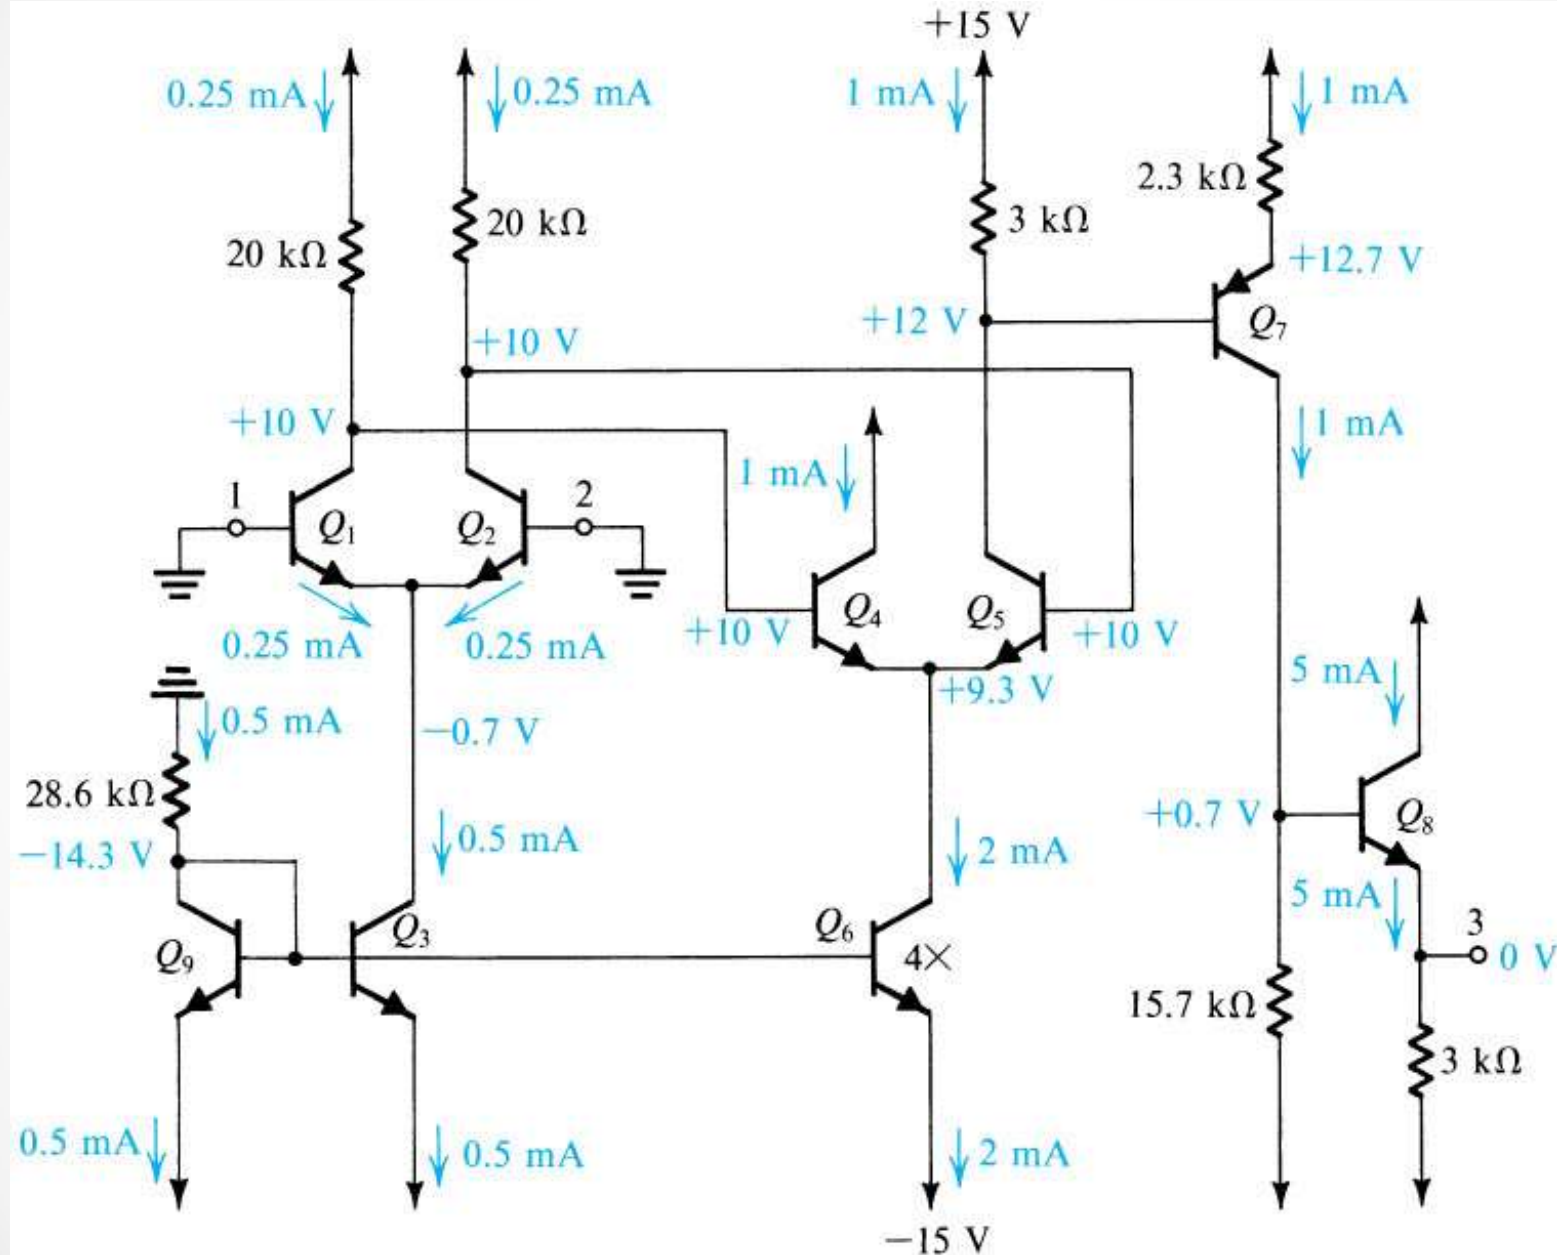 +15 V
0.25 mA
0.25 mA
1 mA
1 mA
2.3 kΩ
20 kΩ
3 kΩ
20 kΩ
+12.7 V
+12 V
Q7
+10 V
+10 V
1 mA
1 mA
1
2
Q1
Q2
Q4
Q5
+10 V
+10 V
0.25 mA
0.25 mA
5 mA
+9.3 V
0.5 mA
−0.7 V
28.6 kΩ
+0.7 V
Q8
−14.3 V
0.5 mA
2 mA
5 mA
Q9
Q3
Q6
4×
3
0 V
15.7 kΩ
3 kΩ
0.5 mA
0.5 mA
2 mA
−15 V